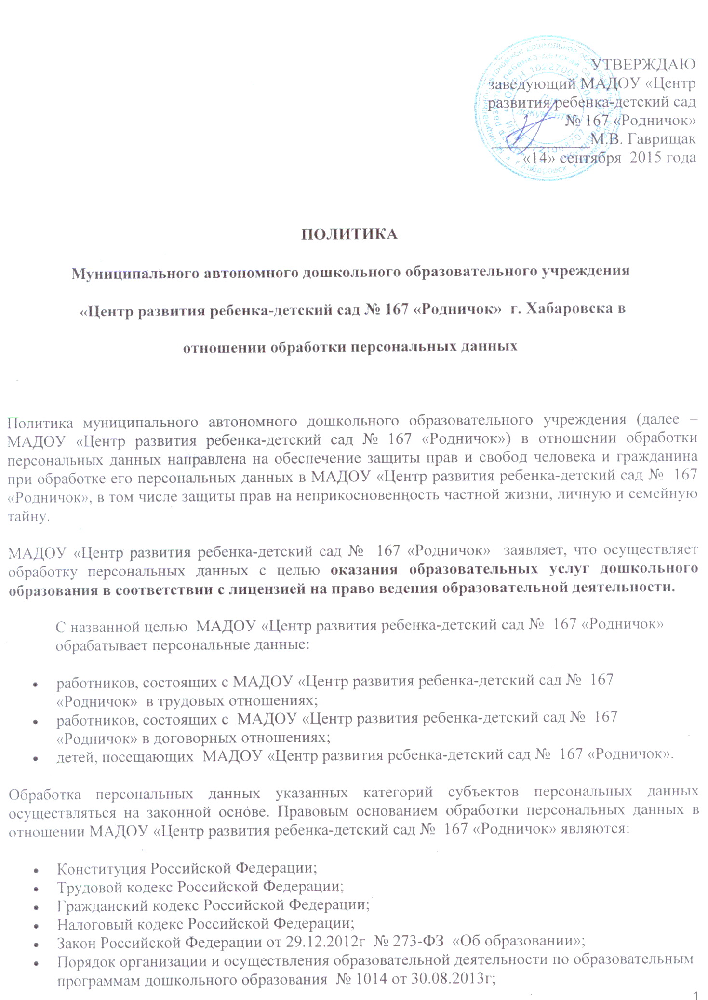 УТВЕРЖДАЮ
заведующий МАДОУ «Центр
развития ребенка-детский сад
№ 167 «Родничок»
М.В. Гаврищак
«14» сентября 2015 года
Для
документов
г.Хабаровск
ПОЛИТИКА
Муниципального автономного дошкольного образовательного учреждения
«Центр развития ребенка-детский сад № 167 «Родничок» г. Хабаровска в
отношении обработки персональных данных
Политика муниципального автономного дошкольного образовательного учреждения (далее –
МАДОУ «Центр развития ребенка-детский сад № 167 «Родничок») в отношении обработки
персональных данных направлена на обеспечение защиты прав и свобод человека и гражданина
при обработке его персональных данных в МАДОУ «Центр развития ребенка-детский сад № 167
«Родничок», в том числе защиты прав на неприкосновенность частной жизни, личную и семейную
тайну.
МАДОУ «Центр развития ребенка-детский сад № 167 «Родничок» заявляет, что осуществляет
обработку персональных данных с целью оказания образовательных услуг дошкольного
образования в соответствии с лицензией на право ведения образовательной деятельности.
С названной целью МАДОУ «Центр развития ребенка-детский сад № 167 «Родничок»
обрабатывает персональные данные:
• работников, состоящих с МАДОУ «Центр развития ребенка-детский сад № 167
«Родничок» в трудовых отношениях;
• работников, состоящих с МАДОУ «Центр развития ребенка-детский сад № 167
«Родничок» в договорных отношениях;
• детей, посещающих МАДОУ «Центр развития ребенка-детский сад № 167 «Родничок».
Обработка персональных данных указанных категорий субъектов персональных данных
осуществляться на законной основе. Правовым основанием обработки персональных данных в
отношении МАДОУ «Центр развития ребенка-детский сад № 167 «Родничок» являются:
• Конституция Российской Федерации;
• Трудовой кодекс Российской Федерации;
• Гражданский кодекс Российской Федерации;
• Налоговый кодекс Российской Федерации;
• Закон Российской Федерации от 29.12.2012г № 273-ФЗ «Об образовании»;
• Порядок организации и осуществления образовательной деятельности по образовательным
программам дошкольного образования № 1014 от 30.08.2013г;
1